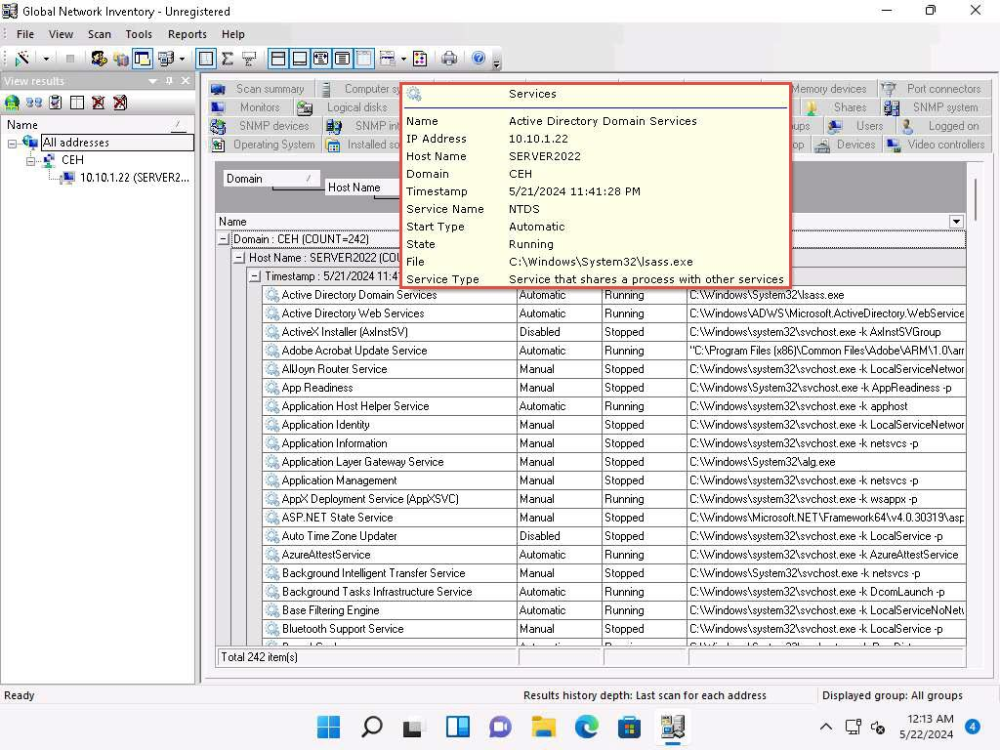 Global Network Inventory - Unregistered
File View Scan Tools Reports Help
View results
Name
All addresses
CEH
10.10.1.22 (SERVER2...
Scan summary Computer sy Memory devices Port connectors
Monitors Logical disks Shares SNMP system
SNMP devices SNMP int Users Logged on
Operating System Installed so Devices Video controllers
Services
Name Active Directory Domain Services
IP Address 10.10.1.22
Host Name SERVER2022
Domain CEH
Timestamp 5/21/2024 11:41:28 PM
Service Name NTDS
Start Type Automatic
State Running
File C:\Windows\System32\lsass.exe
Service Type Service that shares a process with other services
Domain /
Host Name
Name
Domain : CEH (COUNT=242)
Host Name : SERVER2022 (COU
Timestamp : 5/21/2024 11:41
Active Directory Domain Services Automatic Running C:\Windows\System32\lsass.exe
Active Directory Web Services Automatic Running C:\Windows\ADWS\Microsoft.ActiveDirectory.WebService
ActiveX Installer (AxInstSV) Disabled Stopped C:\Windows\system32\svchost.exe -k AxInstSVGroup
Adobe Acrobat Update Service Automatic Running "C:\Program Files (x86)\Common Files\Adobe\ARM\1.0\arm
AllJoyn Router Service Manual Stopped C:\Windows\system32\svchost.exe -k LocalServiceNetwor
App Readiness Manual Stopped C:\Windows\System32\svchost.exe -k AppReadiness -p
Application Host Helper Service Automatic Running C:\Windows\system32\svchost.exe -k apphost
Application Identity Manual Stopped C:\Windows\system32\svchost.exe -k LocalServiceNetwor
Application Information Manual Stopped C:\Windows\system32\svchost.exe -k netsvcs -p
Application Layer Gateway Service Manual Stopped C:\Windows\System32\alg.exe
Application Management Manual Stopped C:\Windows\system32\svchost.exe -k netsvcs -p
AppX Deployment Service (AppXSVC) Manual Running C:\Windows\system32\svchost.exe -k wsappx -p
ASP.NET State Service Manual Stopped C:\Windows\Microsoft.NET\Framework64\v4.0.30319\asp
Auto Time Zone Updater Disabled Stopped C:\Windows\system32\svchost.exe -k LocalService -p
AzureAttestService Automatic Running C:\Windows\system32\svchost.exe -k AzureAttestService
Background Intelligent Transfer Service Manual Stopped C:\Windows\System32\svchost.exe -k netsvcs -p
Background Tasks Infrastructure Service Automatic Running C:\Windows\system32\svchost.exe -k DcomLaunch -p
Base Filtering Engine Automatic Running C:\Windows\system32\svchost.exe -k LocalServiceNoNetw
Bluetooth Support Service Manual Stopped C:\Windows\system32\svchost.exe -k LocalService -p
Total 242 item(s)
Ready Results history depth: Last scan for each address Displayed group: All groups
12:13 AM
5/22/2024
4